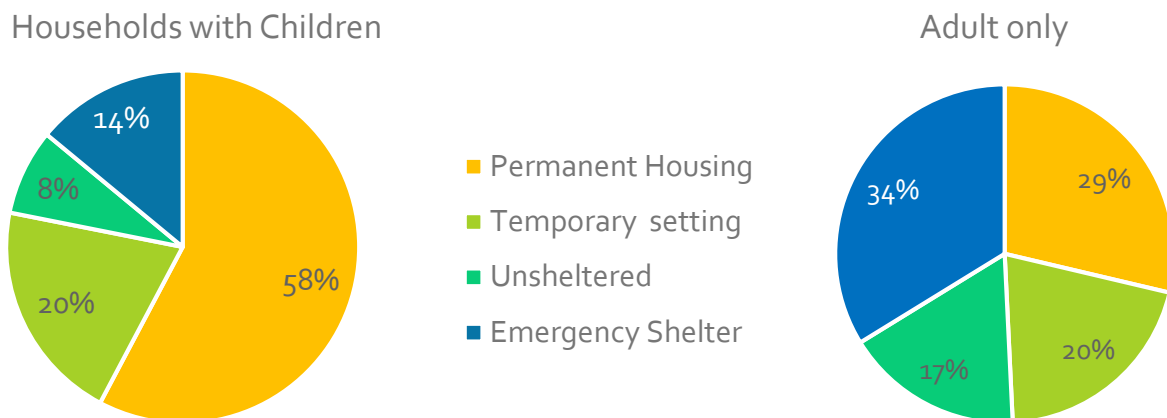 Households with Children
14%
8%
20%
58%
Permanent Housing
Temporary setting
Unsheltered
Emergency Shelter
Adult only
34%
29%
17%
20%